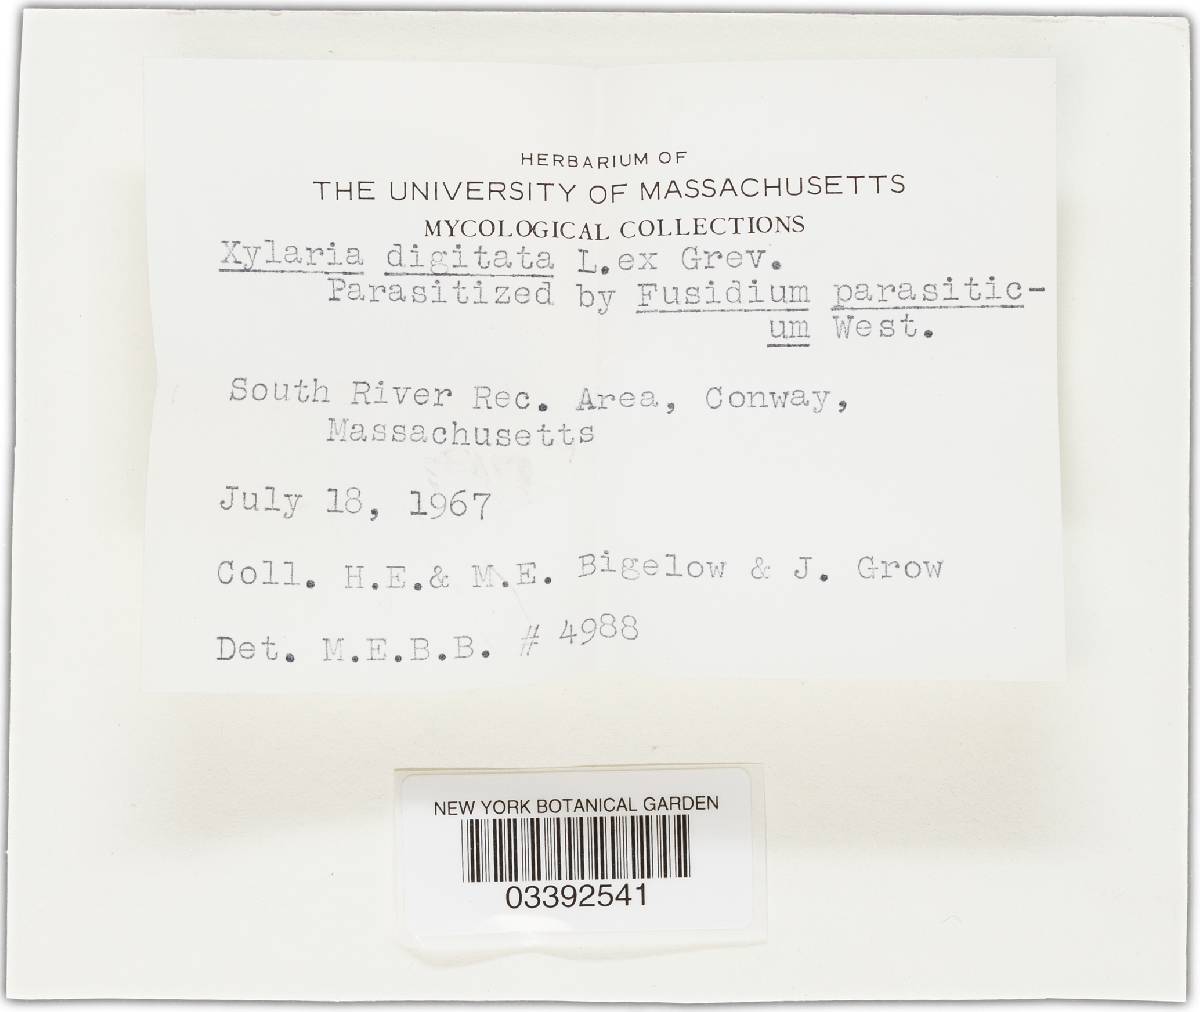 HERBARIUM OF
THE UNIVERSITY OF MASSACHUSETTS
MYCOLOGICAL COLLECTIONS
Xylaria digitata L.ex Grev.
Parasitized by Fusidium parasitic-
um West.
South River Rec. Area, Conway,
Massachusetts
July 18, 1967
Coll. H.E.& M.E. Bigelow & J. Grow
Det. M.E.B.B. # 4988
NEW YORK BOTANICAL GARDEN
03392541